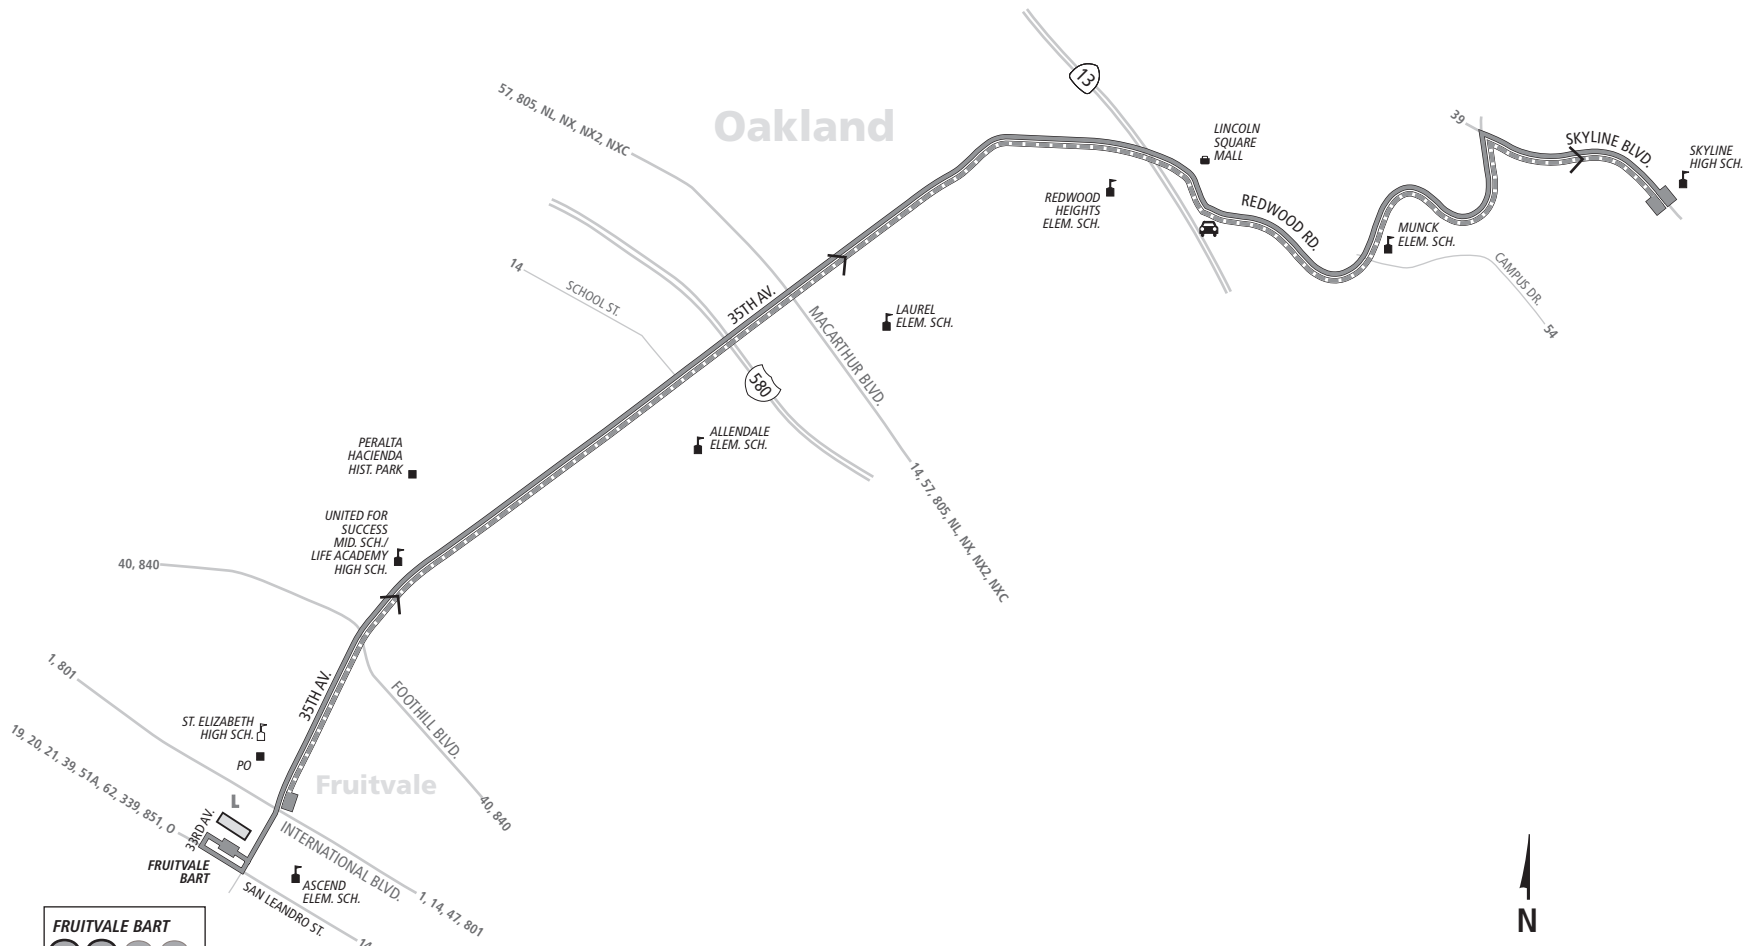 13
57, 805, NL, NX, NX2, NXC
Oakland
39
SKYLINE BLVD.
LINCOLN
SQUARE
MALL
SKYLINE
HIGH SCH.
REDWOOD
HEIGHTS
ELEM. SCH.
REDWOOD RD.
MUNCK
ELEM. SCH.
CAMPUS DR.
54
14
SCHOOL ST.
35TH AV.
MACARTHUR BLVD.
LAUREL
ELEM. SCH.
580
ALLENDALE
ELEM. SCH.
14, 57, 805, NL, NX, NX2, NXC
PERALTA
HACIENDA
HIST. PARK
UNITED FOR
SUCCESS
MID. SCH./
LIFE ACADEMY
HIGH SCH.
40, 840
1, 801
35TH AV.
FOOTHILL BLVD.
40, 840
ST. ELIZABETH
HIGH SCH.
PO
19, 20, 21, 39, 51A, 62, 339, 851, O
Fruitvale
L
33RD AV.
INTERNATIONAL BLVD.
1, 14, 47, 801
FRUITVALE
BART
ASCEND
ELEM. SCH.
SAN LEANDRO ST.
N
FRUITVALE BART